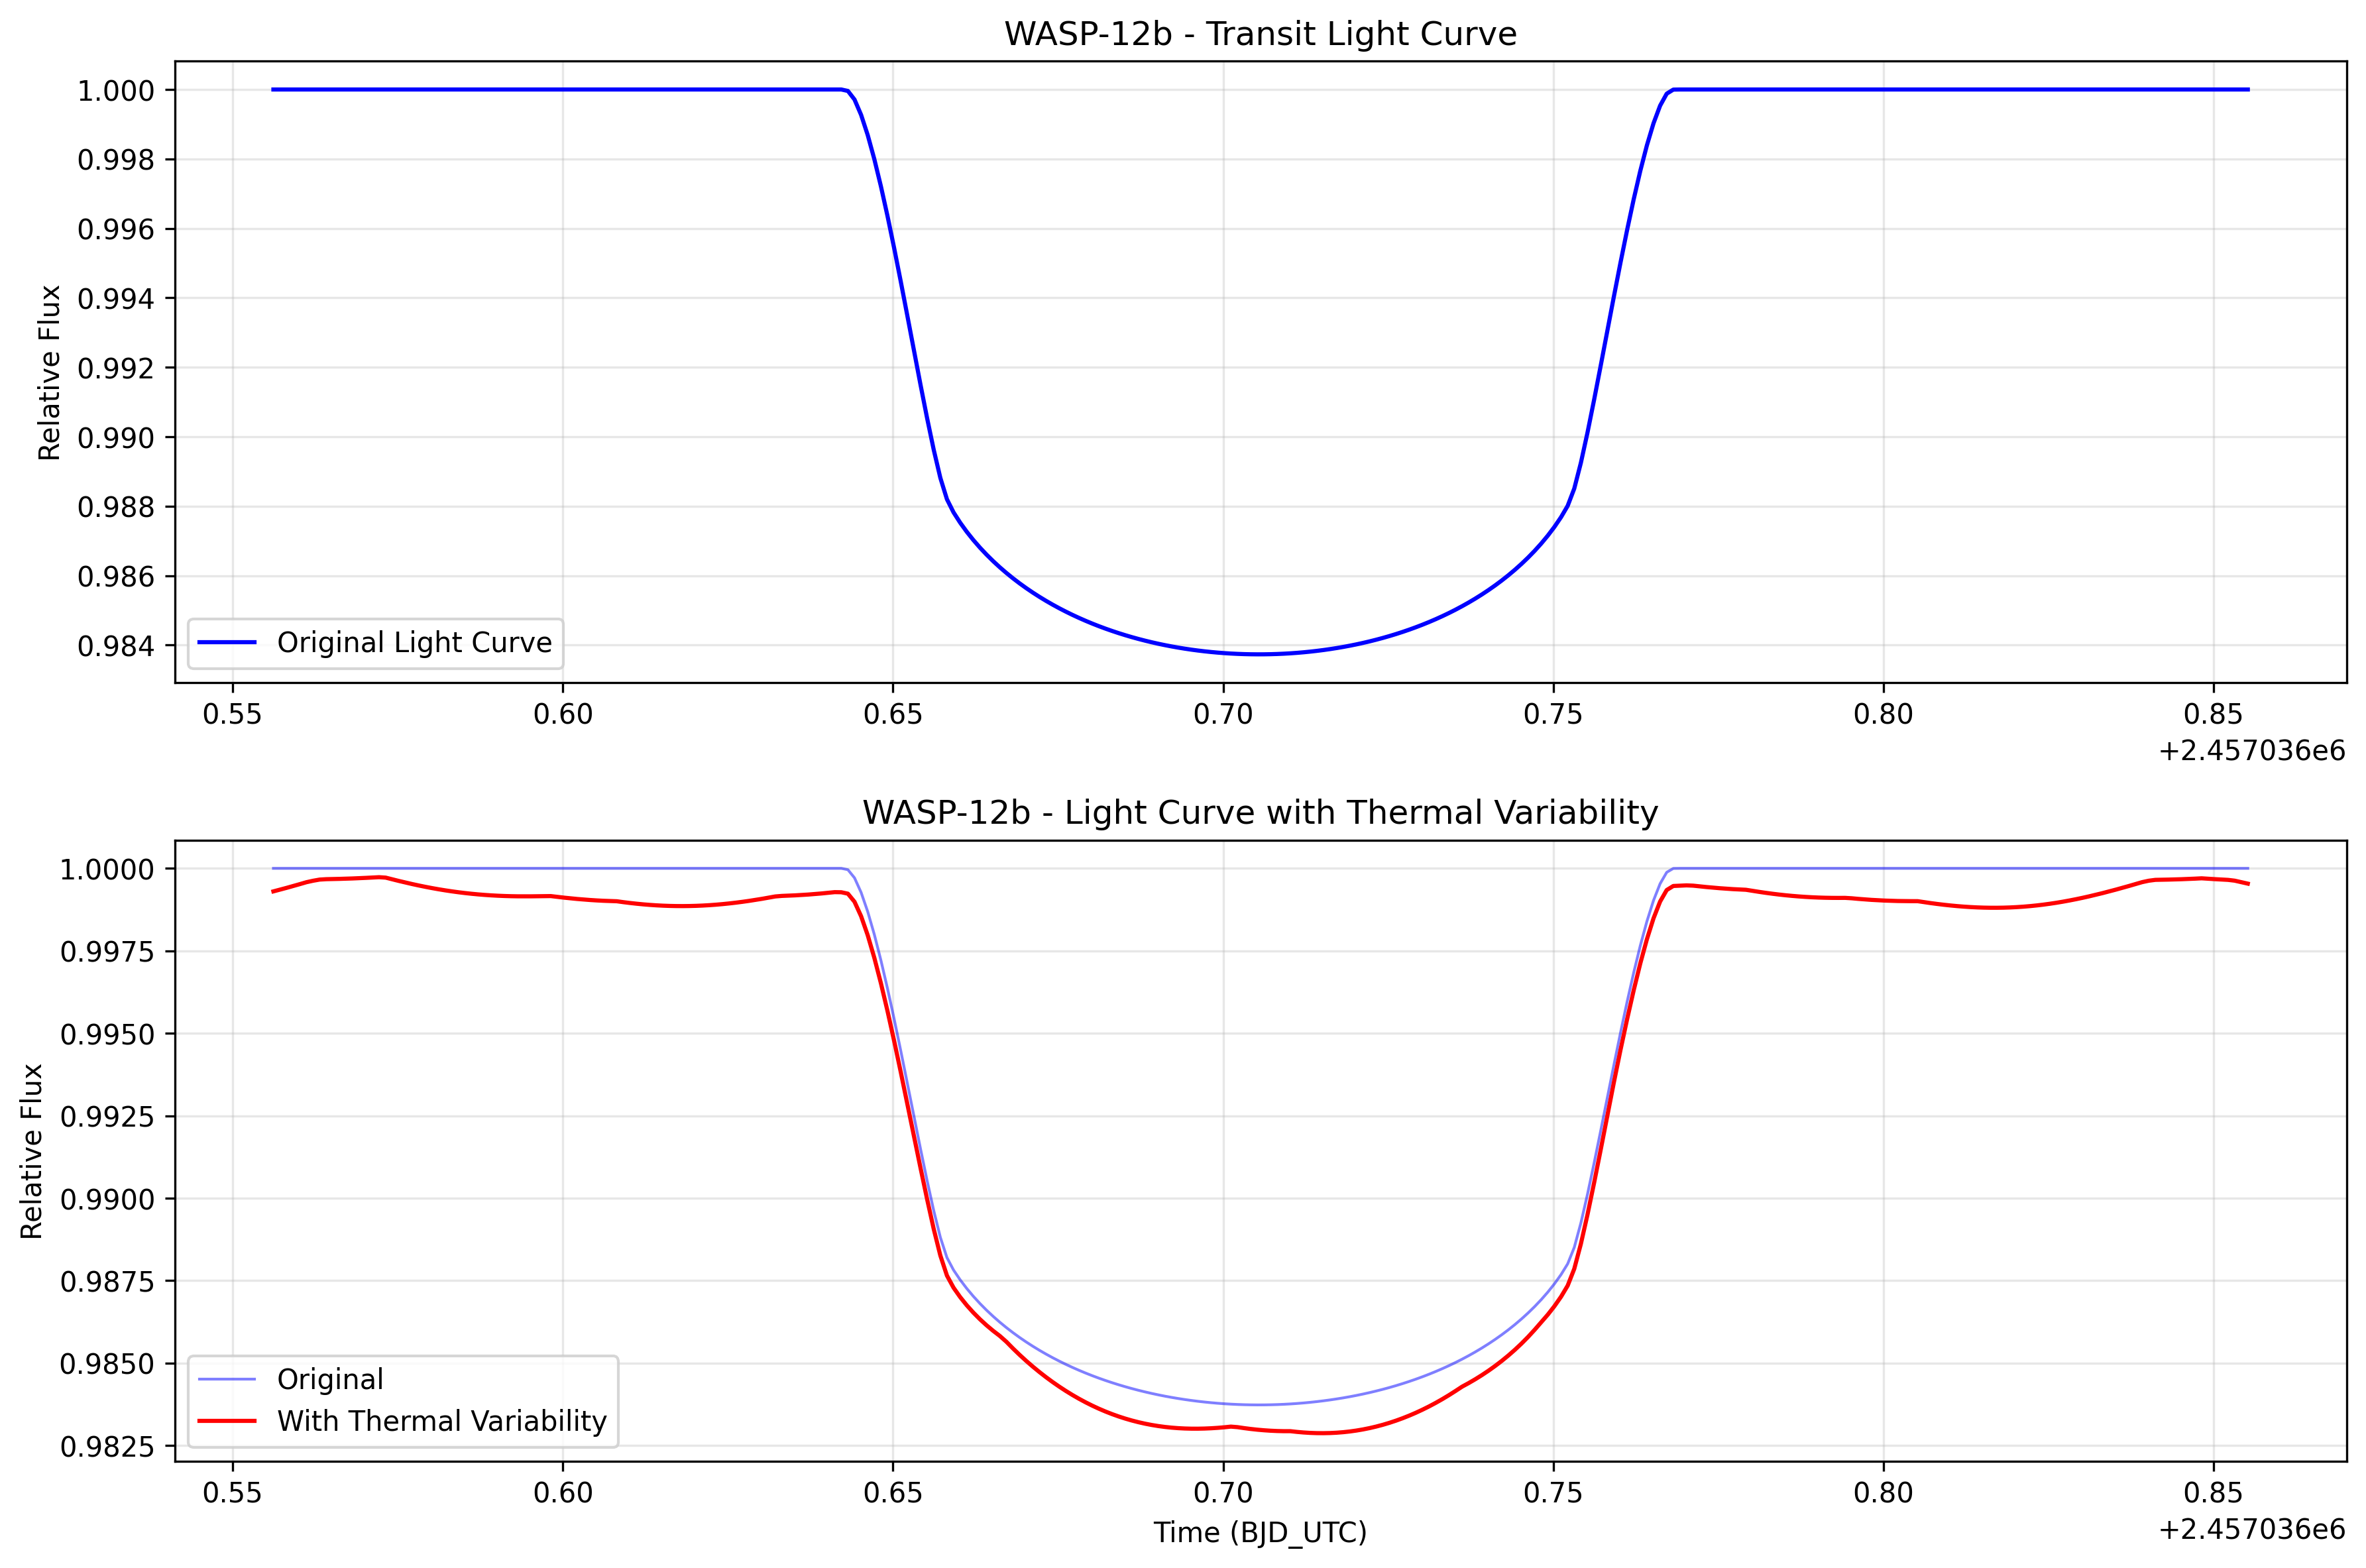 WASP-12b - Transit Light Curve
Relative Flux
1.000
0.998
0.996
0.994
0.992
0.990
0.988
0.986
0.984
Original Light Curve
0.55 0.60 0.65 0.70 0.75 0.80 0.85
+2.457036e6
WASP-12b - Light Curve with Thermal Variability
Relative Flux
1.0000
0.9975
0.9950
0.9925
0.9900
0.9875
0.9850
0.9825
Original
With Thermal Variability
0.55 0.60 0.65 0.70 0.75 0.80 0.85
+2.457036e6
Time (BJD_UTC)